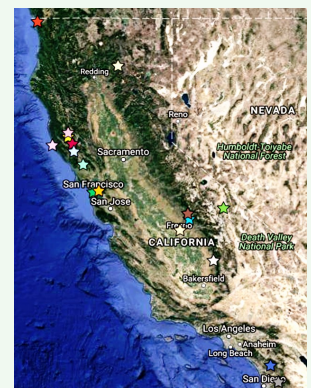 Redding
Reno
NEVADA
Humboldt-Toiyabe
National Forest
Sacramento
San Francisco
San Jose
Fresno
CALIFORNIA
Death Valley
National Park
Bakersfield
Los Angeles
Anaheim
Long Beach
San Diego